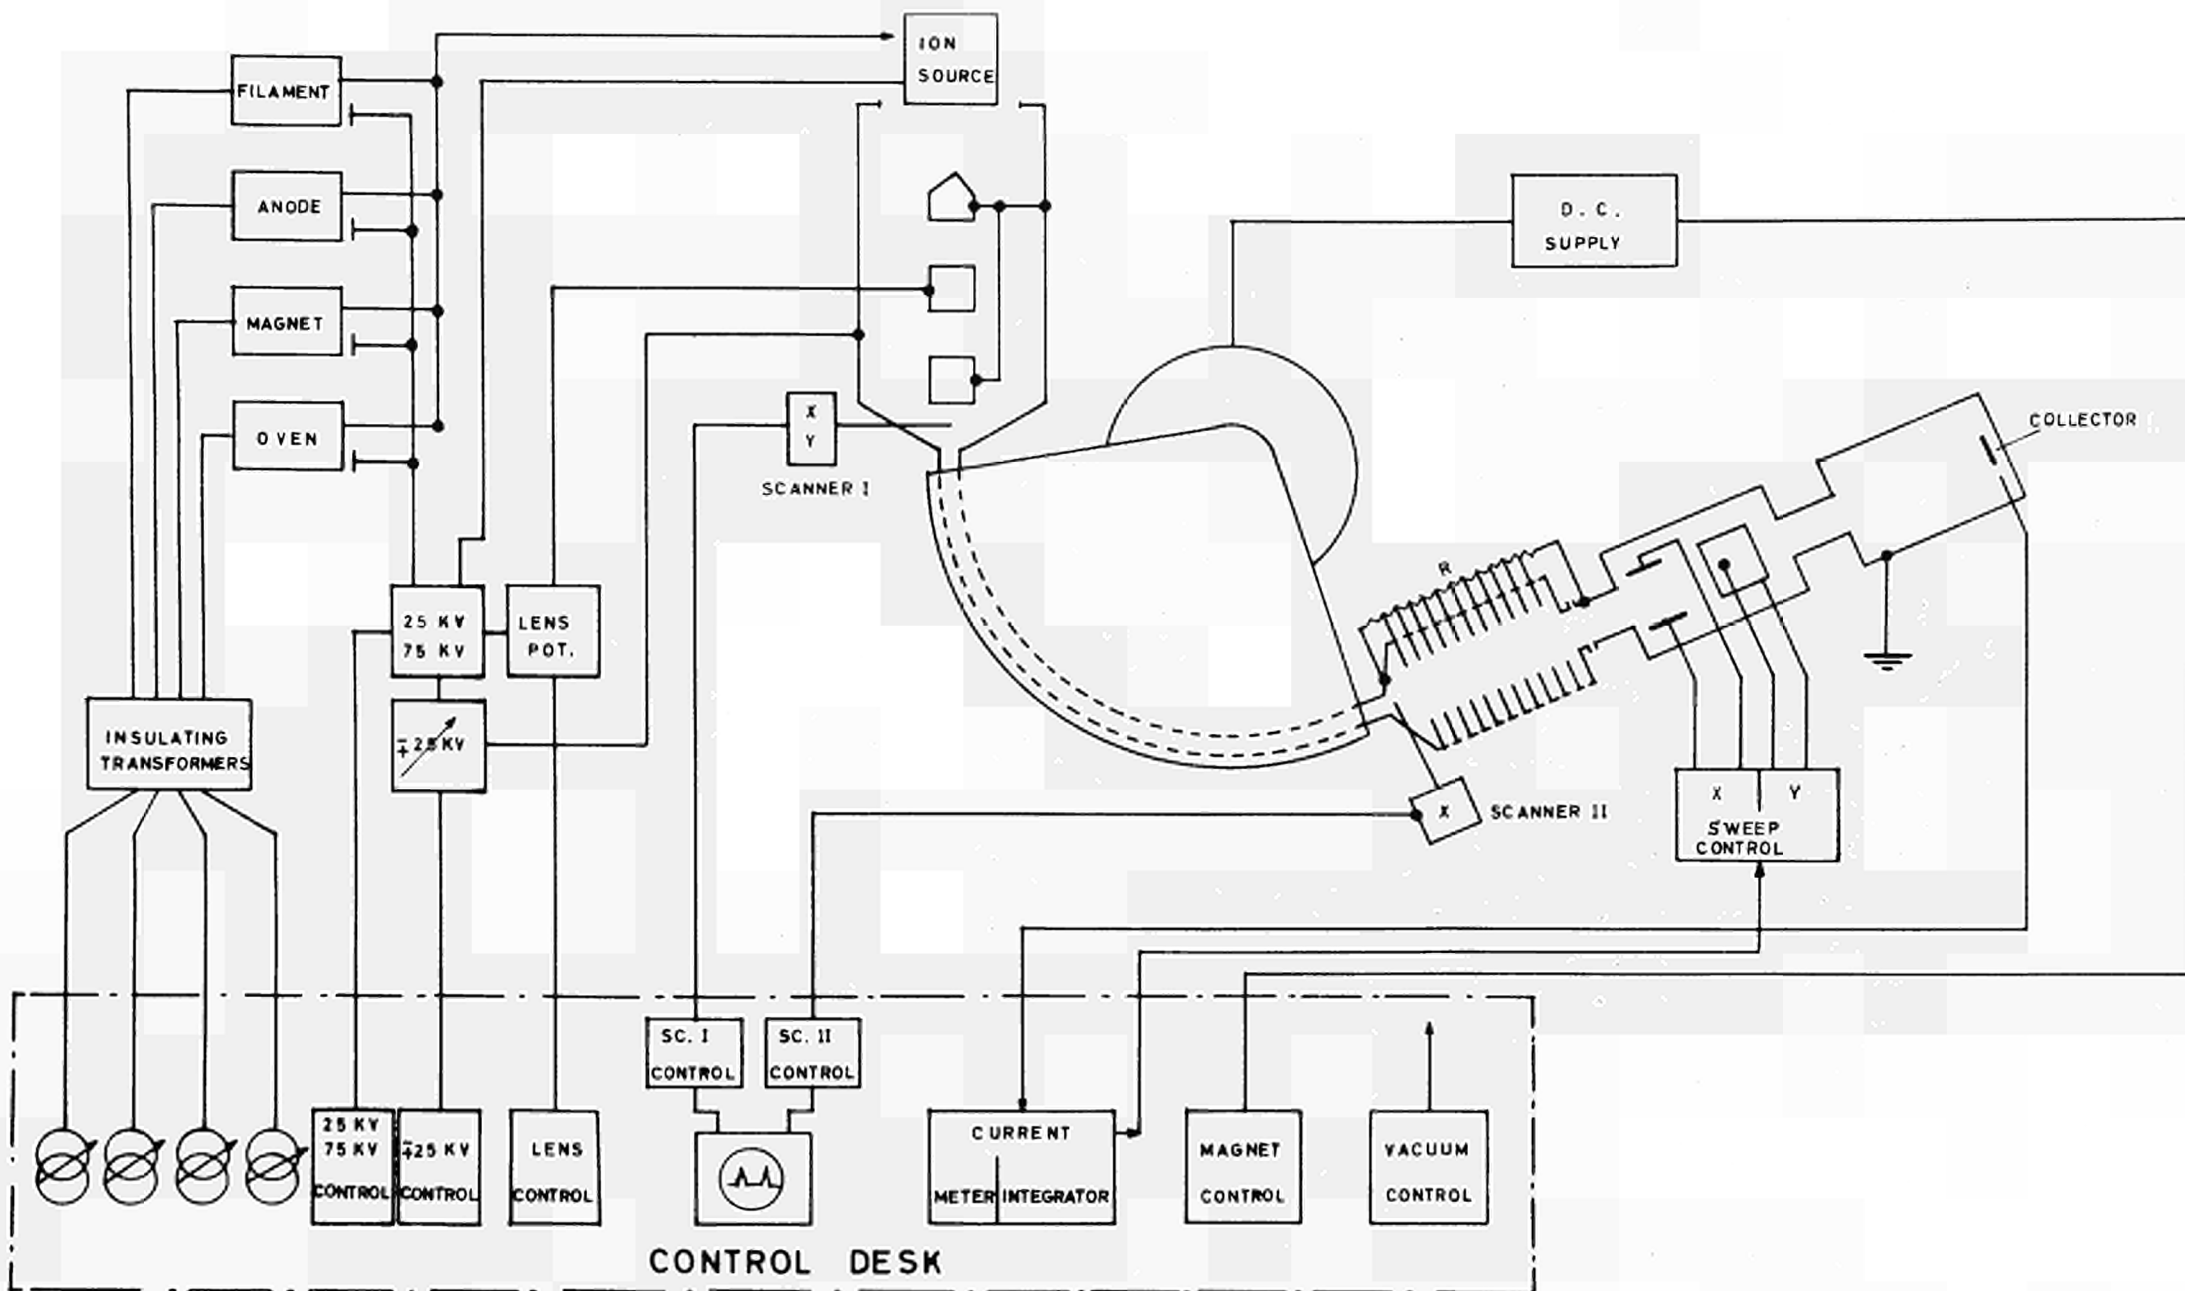 ION
SOURCE
FILAMENT
ANODE
MAGNET
OVEN
D. C.
SUPPLY
X
Y
SCANNER I
COLLECTOR
R
25 KV
75 KV
LENS
POT.
∓ 25 KV
INSULATING
TRANSFORMERS
X
SCANNER II
X Y
SWEEP
CONTROL
SC. I
CONTROL
SC. II
CONTROL
25 KV
75 KV
CONTROL
∓25 KV
CONTROL
LENS
CONTROL
CURRENT
METER INTEGRATOR
MAGNET
CONTROL
VACUUM
CONTROL
CONTROL DESK